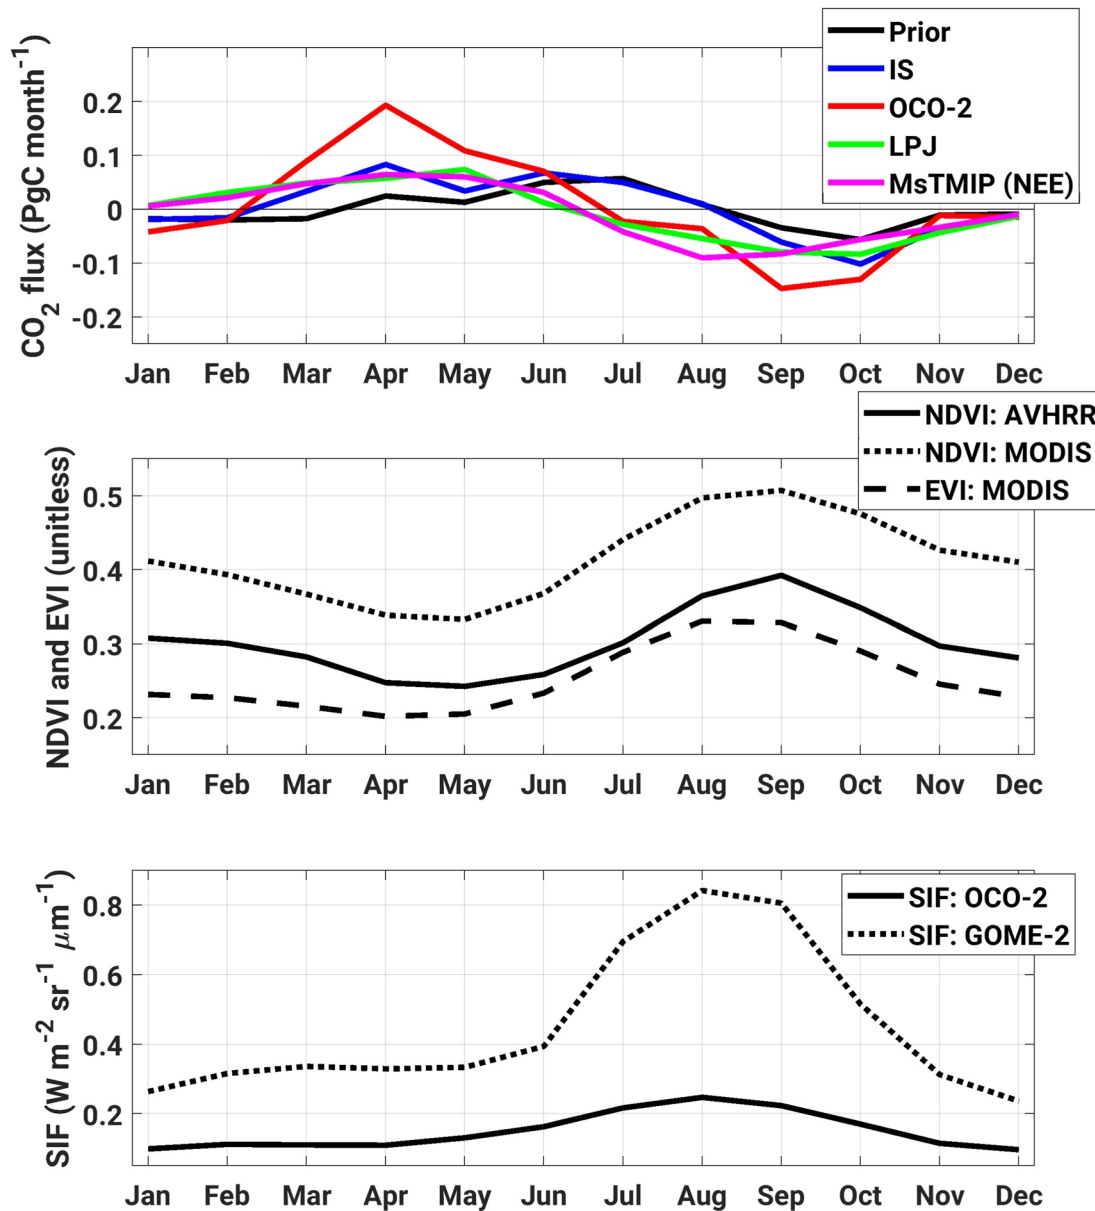 Prior
IS
OCO-2
LPJ
MsTMIP (NEE)
CO2 flux (PgC month-1)
0.2
0.1
0
-0.1
-0.2
Jan Feb Mar Apr May Jun Jul Aug Sep Oct Nov Dec
NDVI: AVHRR
NDVI: MODIS
EVI: MODIS
NDVI and EVI (unitless)
0.5
0.4
0.3
0.2
Jan Feb Mar Apr May Jun Jul Aug Sep Oct Nov Dec
SIF: OCO-2
SIF: GOME-2
SIF (W m-2 sr-1 μm-1)
0.8
0.6
0.4
0.2
Jan Feb Mar Apr May Jun Jul Aug Sep Oct Nov Dec